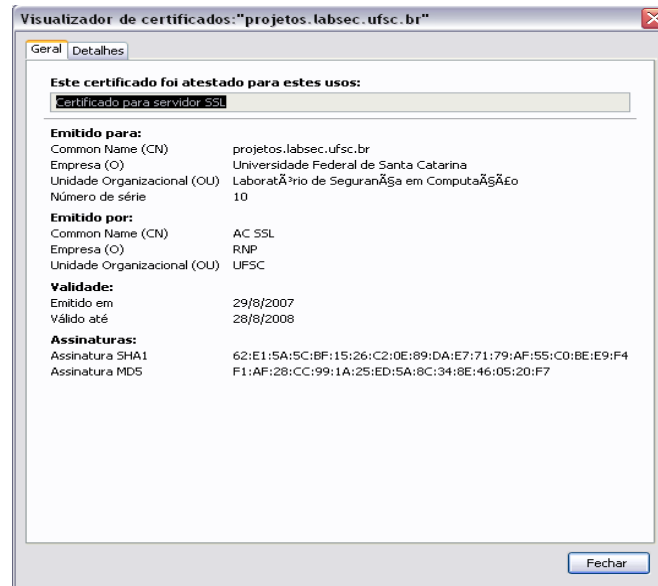 Visualizador de certificados:"projetos.labsec.ufsc.br"
Geral Detalhes
Este certificado foi atestado para estes usos:
Certificado para servidor SSL
Emitido para:
Common Name (CN) projetos.labsec.ufsc.br
Empresa (O) Universidade Federal de Santa Catarina
Unidade Organizacional (OU) LaboratÃ³rio de SeguranÃ§a em ComputaÃ§Ã£o
Número de série 10
Emitido por:
Common Name (CN) AC SSL
Empresa (O) RNP
Unidade Organizacional (OU) UFSC
Validade:
Emitido em 29/8/2007
Válido até 28/8/2008
Assinaturas:
Assinatura SHA1 62:E1:5A:5C:BF:15:26:C2:0E:89:DA:E7:71:79:AF:55:C0:BE:E9:F4
Assinatura MD5 F1:AF:28:CC:99:1A:25:ED:5A:8C:34:8E:46:05:20:F7
Fechar